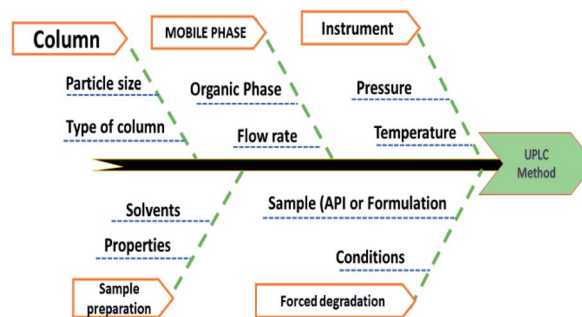 Column
MOBILE PHASE
Instrument
Particle size
Organic Phase
Pressure
Type of column
Flow rate
Temperature
UPLC
Method
Solvents
Sample (API or Formulation
Properties
Conditions
Sample
preparation
Forced degradation